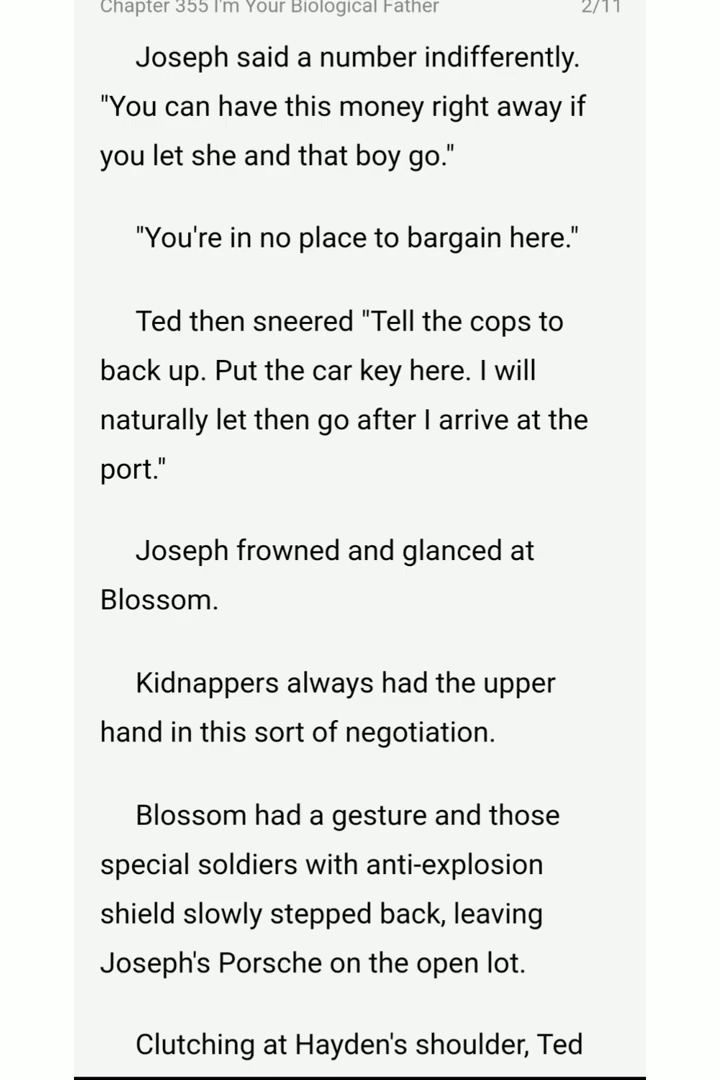 Chapter 355 I'm Your Biological Father 2/11
Joseph said a number indifferently.
"You can have this money right away if
you let she and that boy go."
"You're in no place to bargain here."
Ted then sneered "Tell the cops to
back up. Put the car key here. I will
naturally let then go after I arrive at the
port."
Joseph frowned and glanced at
Blossom.
Kidnappers always had the upper
hand in this sort of negotiation.
Blossom had a gesture and those
special soldiers with anti-explosion
shield slowly stepped back, leaving
Joseph's Porsche on the open lot.
Clutching at Hayden's shoulder, Ted